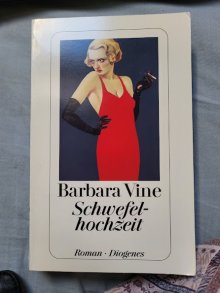 Barbara Vine
Schwefel-
hochzeit
Roman · Diogenes